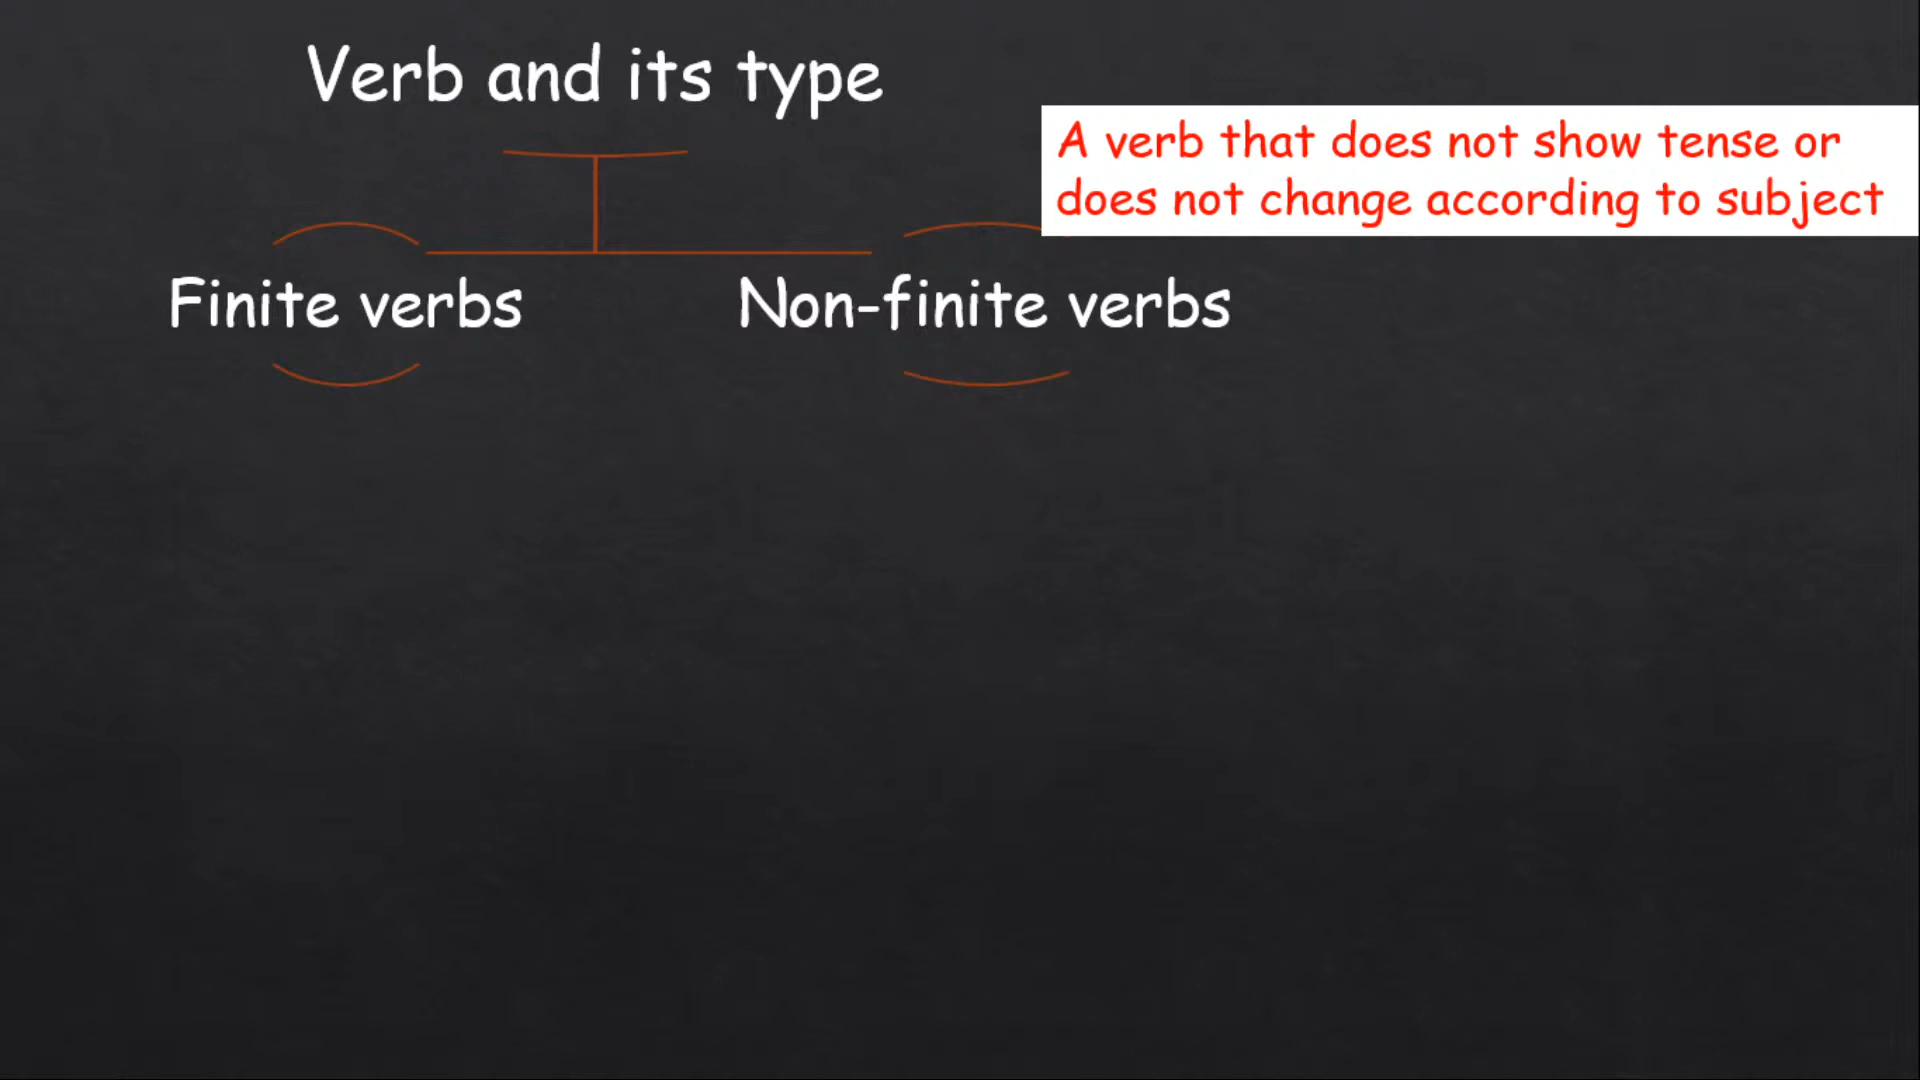 Verb and its type
A verb that does not show tense or
does not change according to subject
Finite verbs
Non-finite verbs